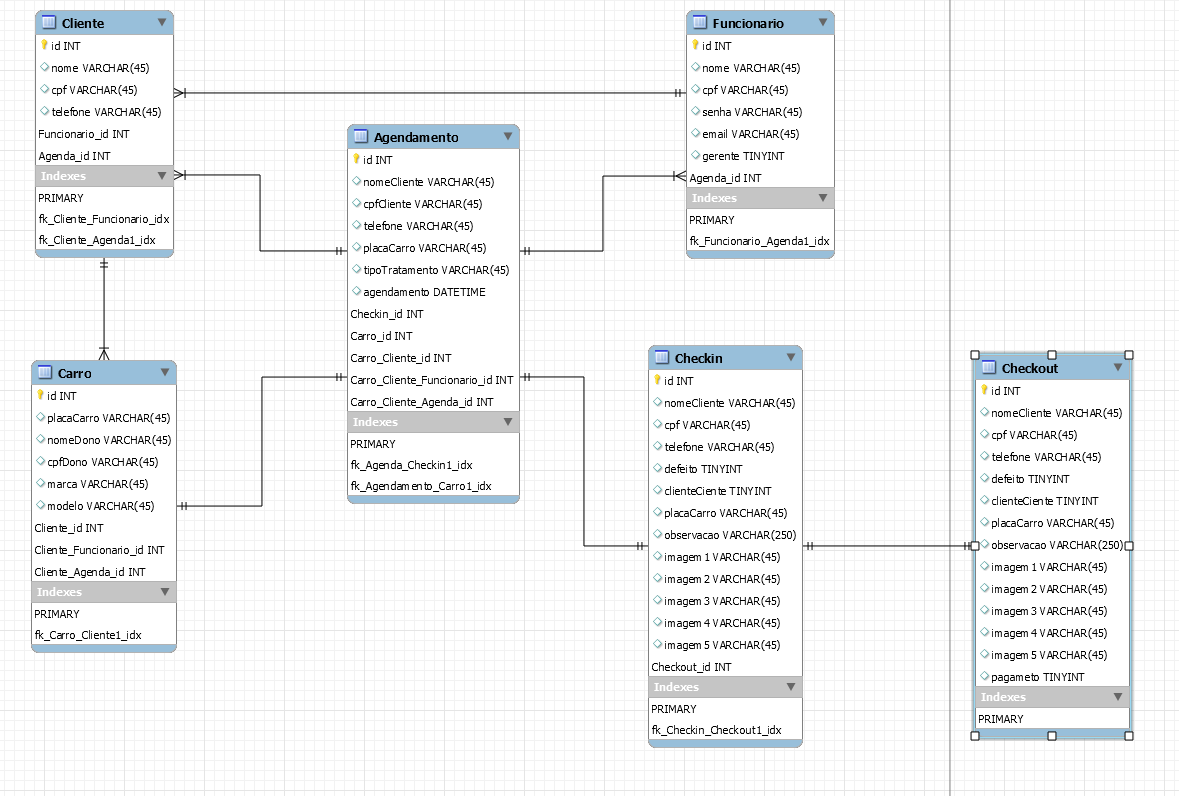 Cliente
id INT
nome VARCHAR(45)
cpf VARCHAR(45)
telefone VARCHAR(45)
Funcionario_id INT
Agenda_id INT
Indexes
PRIMARY
fk_Cliente_Funcionario_idx
fk_Cliente_Agenda1_idx
Funcionario
id INT
nome VARCHAR(45)
cpf VARCHAR(45)
senha VARCHAR(45)
email VARCHAR(45)
gerente TINYINT
Agenda_id INT
Indexes
PRIMARY
fk_Funcionario_Agenda1_idx
Agendamento
id INT
nomeCliente VARCHAR(45)
cpfCliente VARCHAR(45)
telefone VARCHAR(45)
placaCarro VARCHAR(45)
tipoTratamento VARCHAR(45)
agendamento DATETIME
Checkin_id INT
Carro_id INT
Carro_Cliente_id INT
Carro_Cliente_Funcionario_id INT
Carro_Cliente_Agenda_id INT
Indexes
PRIMARY
fk_Agenda_Checkin1_idx
fk_Agendamento_Carro1_idx
Carro
id INT
placaCarro VARCHAR(45)
nomeDono VARCHAR(45)
cpfDono VARCHAR(45)
marca VARCHAR(45)
modelo VARCHAR(45)
Cliente_id INT
Cliente_Funcionario_id INT
Cliente_Agenda_id INT
Indexes
PRIMARY
fk_Carro_Cliente1_idx
Checkin
id INT
nomeCliente VARCHAR(45)
cpf VARCHAR(45)
telefone VARCHAR(45)
defeito TINYINT
clienteCiente TINYINT
placaCarro VARCHAR(45)
observacao VARCHAR(250)
imagem 1 VARCHAR(45)
imagem 2 VARCHAR(45)
imagem 3 VARCHAR(45)
imagem 4 VARCHAR(45)
imagem 5 VARCHAR(45)
Checkout_id INT
Indexes
PRIMARY
fk_Checkin_Checkout1_idx
Checkout
id INT
nomeCliente VARCHAR(45)
cpf VARCHAR(45)
telefone VARCHAR(45)
defeito TINYINT
clienteCiente TINYINT
placaCarro VARCHAR(45)
observacao VARCHAR(250)
imagem 1 VARCHAR(45)
imagem 2 VARCHAR(45)
imagem 3 VARCHAR(45)
imagem 4 VARCHAR(45)
imagem 5 VARCHAR(45)
pagameto TINYINT
Indexes
PRIMARY